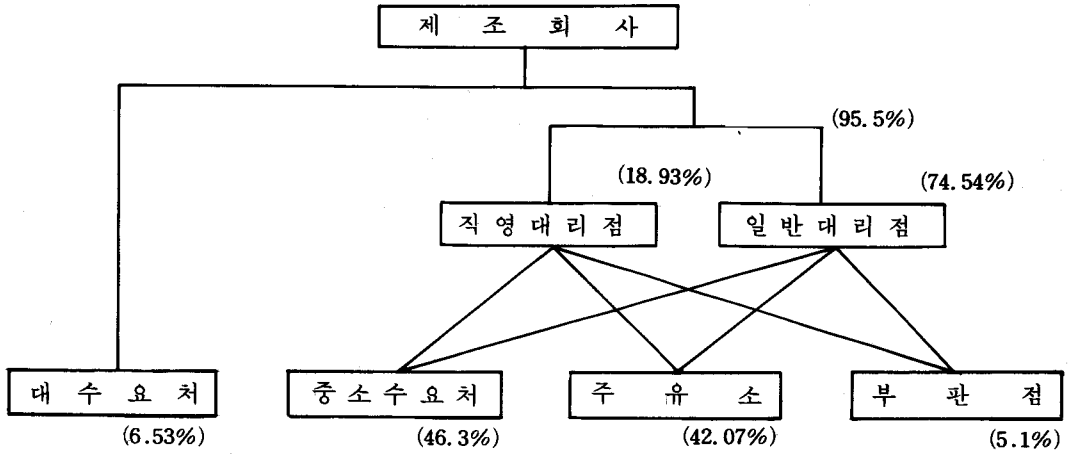 제 조 회 사
(95.5%)
(18.93%) (74.54%)
직 영 대 리 점 일 반 대 리 점
대 수 요 처 중 소 수 요 처 주 유 소 부 판 점
(6.53%) (46.3%) (42.07%) (5.1%)